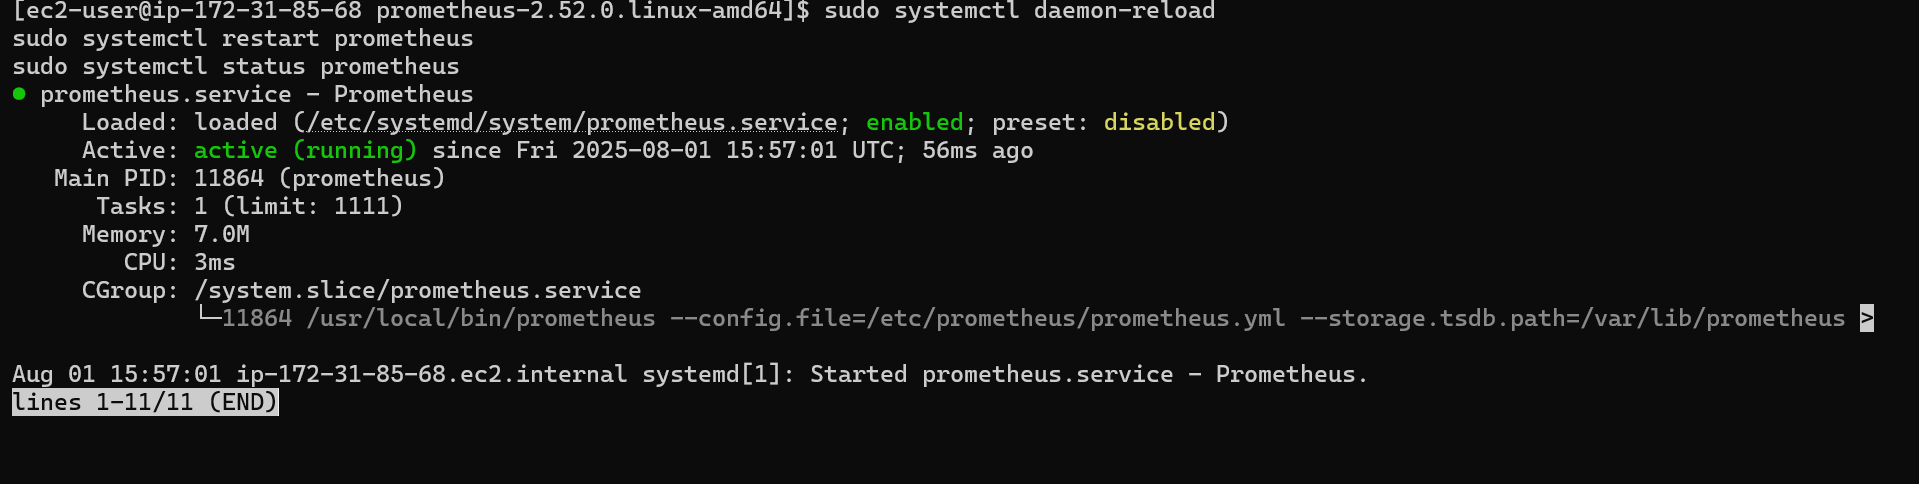 [ec2-user@ip-172-31-85-68 prometheus-2.52.0.linux-amd64]$ sudo systemctl daemon-reload
sudo systemctl restart prometheus
sudo systemctl status prometheus
● prometheus.service - Prometheus
     Loaded: loaded (/etc/systemd/system/prometheus.service; enabled; preset: disabled)
     Active: active (running) since Fri 2025-08-01 15:57:01 UTC; 56ms ago
   Main PID: 11864 (prometheus)
      Tasks: 1 (limit: 1111)
     Memory: 7.0M
        CPU: 3ms
     CGroup: /system.slice/prometheus.service
             └─11864 /usr/local/bin/prometheus --config.file=/etc/prometheus/prometheus.yml --storage.tsdb.path=/var/lib/prometheus >
Aug 01 15:57:01 ip-172-31-85-68.ec2.internal systemd[1]: Started prometheus.service - Prometheus.
lines 1-11/11 (END)